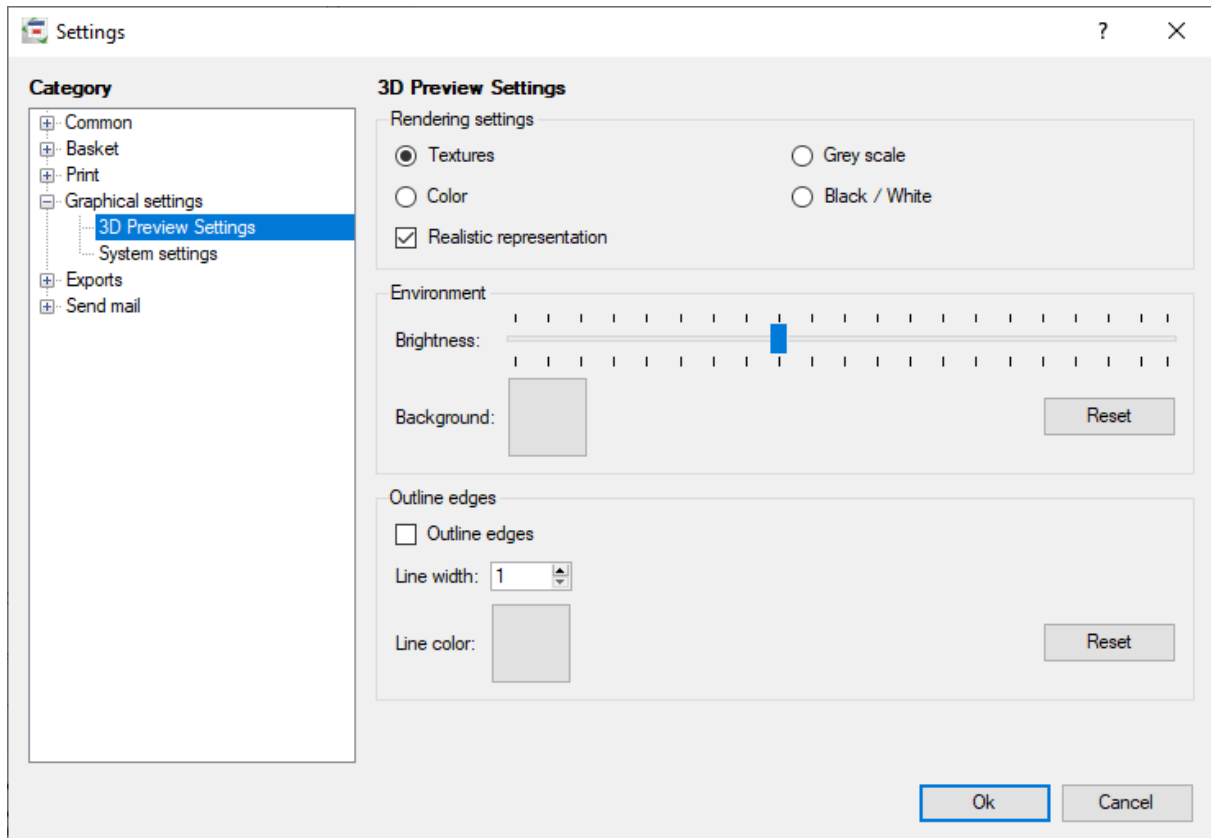 Settings
?
Category
Common
Basket
Print
Graphical settings
3D Preview Settings
System settings
Exports
Send mail
3D Preview Settings
Rendering settings
Textures
Grey scale
Color
Black / White
Realistic representation
Environment
Brightness:
Background:
Reset
Outline edges
Outline edges
Line width: 1
Line color:
Reset
Ok
Cancel